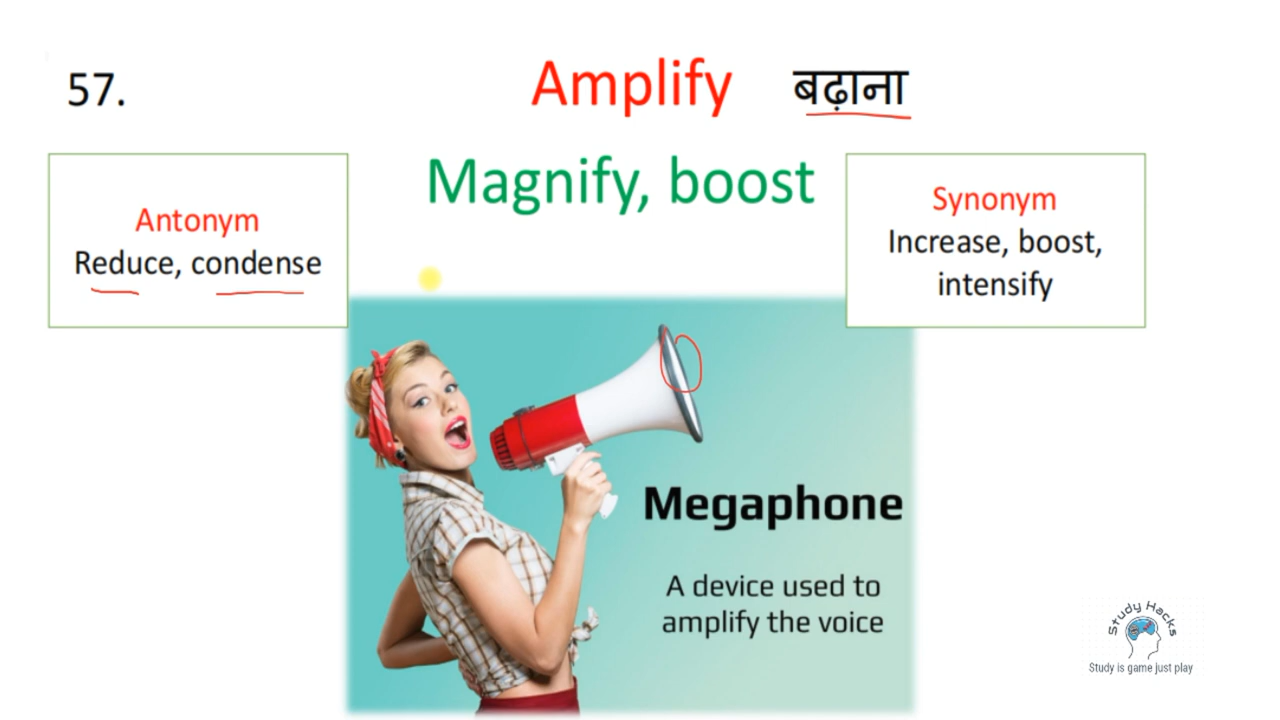 57.
Amplify बढ़ाना
Magnify, boost
Antonym
Reduce, condense
Synonym
Increase, boost,
intensify
Megaphone
A device used to
amplify the voice
Study Hacks
Study is game just play